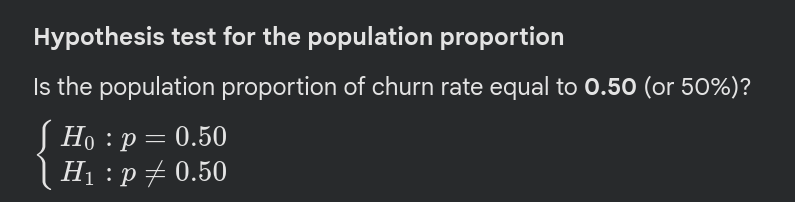 Hypothesis test for the population proportion
Is the population proportion of churn rate equal to 0.50 (or 50%)?
H₀ : p = 0.50
H₁ : p ≠ 0.50